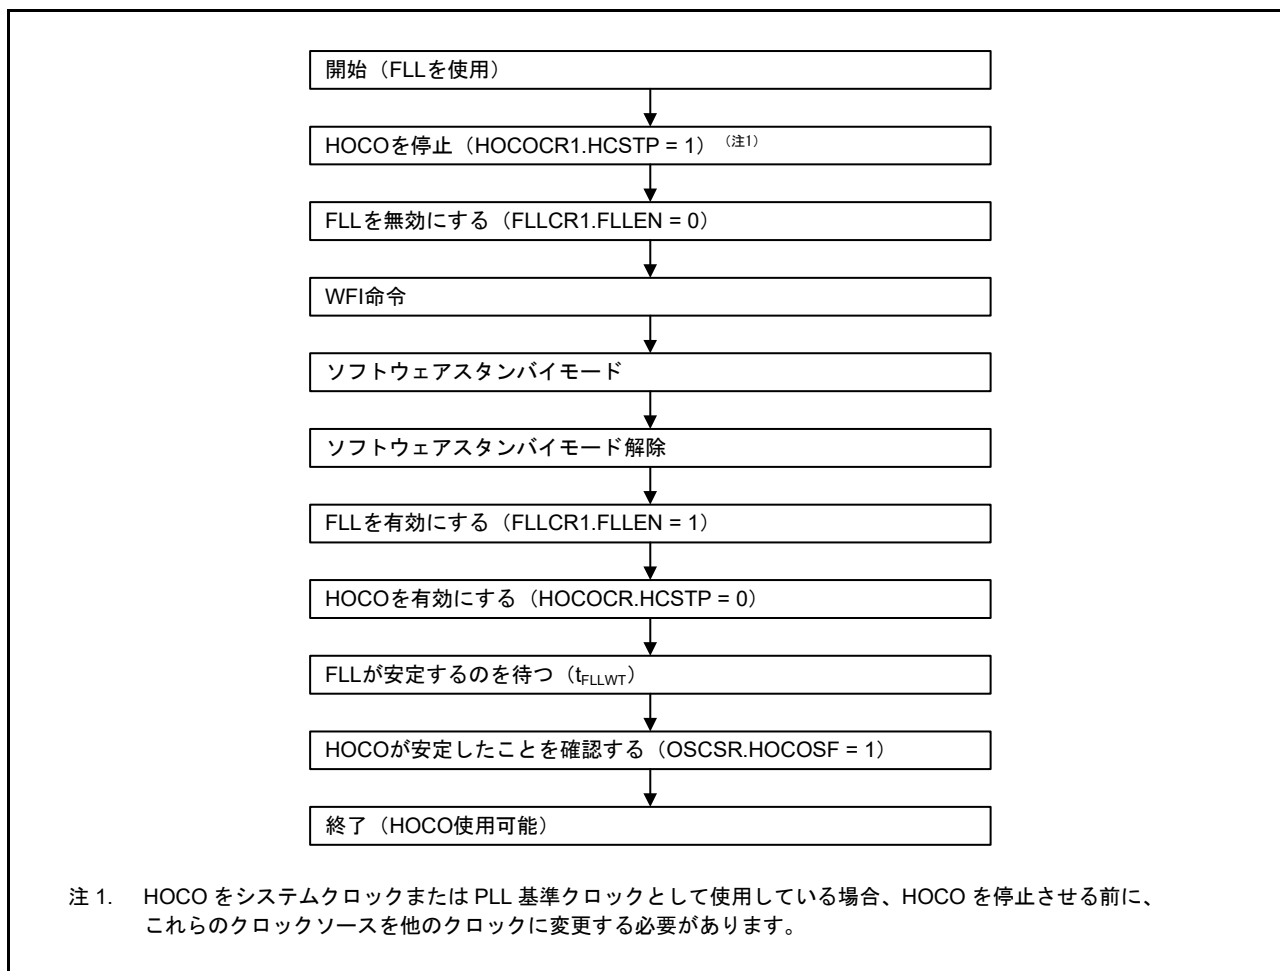 開始（FLLを使用）
HOCOを停止（HOCOCR1.HCSTP = 1）（注1）
FLLを無効にする（FLLCR1.FLLEN = 0）
WFI命令
ソフトウェアスタンバイモード
ソフトウェアスタンバイモード解除
FLLを有効にする（FLLCR1.FLLEN = 1）
HOCOを有効にする（HOCOCR.HCSTP = 0）
FLLが安定するのを待つ（tFLLWT）
HOCOが安定したことを確認する（OSCSR.HOCOSF = 1）
終了（HOCO使用可能）
注 1. HOCO をシステムクロックまたは PLL 基準クロックとして使用している場合、HOCO を停止させる前に、
これらのクロックソースを他のクロックに変更する必要があります。